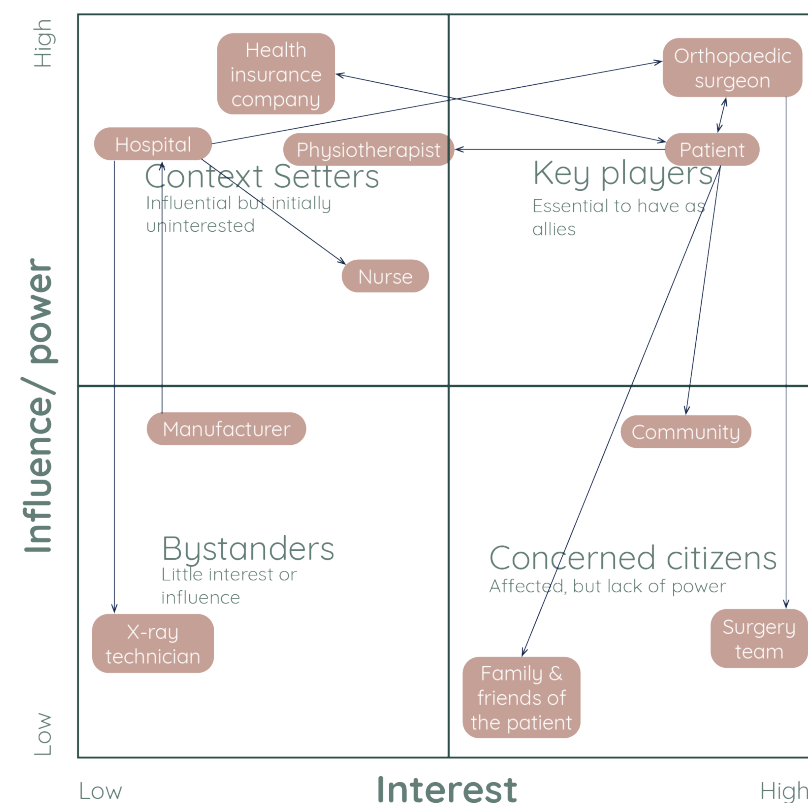 High
Health
insurance
company
Orthopaedic
surgeon
Hospital
Physiotherapist
Patient
Context Setters
Influential but initially
uninterested
Key players
Essential to have as
allies
Nurse
Influence/ power
Manufacturer
Community
Bystanders
Little interest or
influence
Concerned citizens
Affected, but lack of power
X-ray
technician
Surgery
team
Family &
friends of
the patient
Low
Low
Interest
High